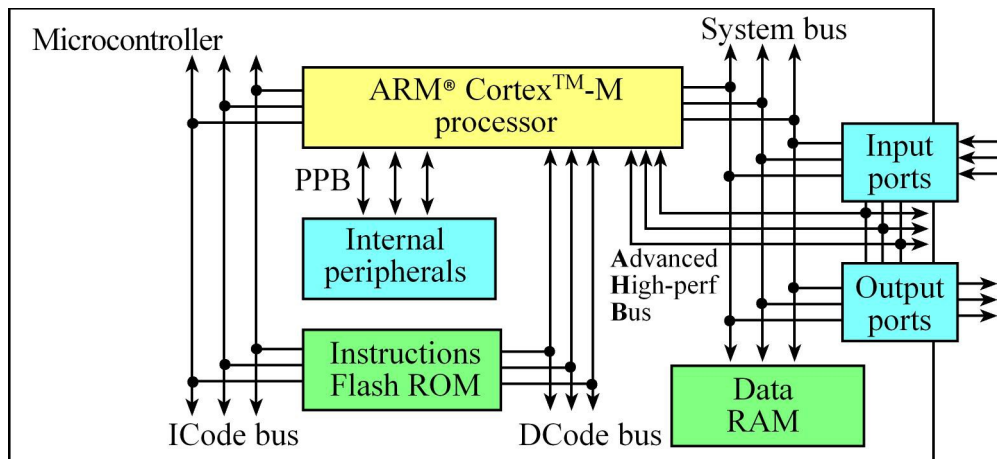 Microcontroller
System bus
ARM® Cortex™-M
processor
Input
ports
PPB
Internal
peripherals
Advanced
High-perf
Bus
Output
ports
Instructions
Flash ROM
Data
RAM
ICode bus
DCode bus